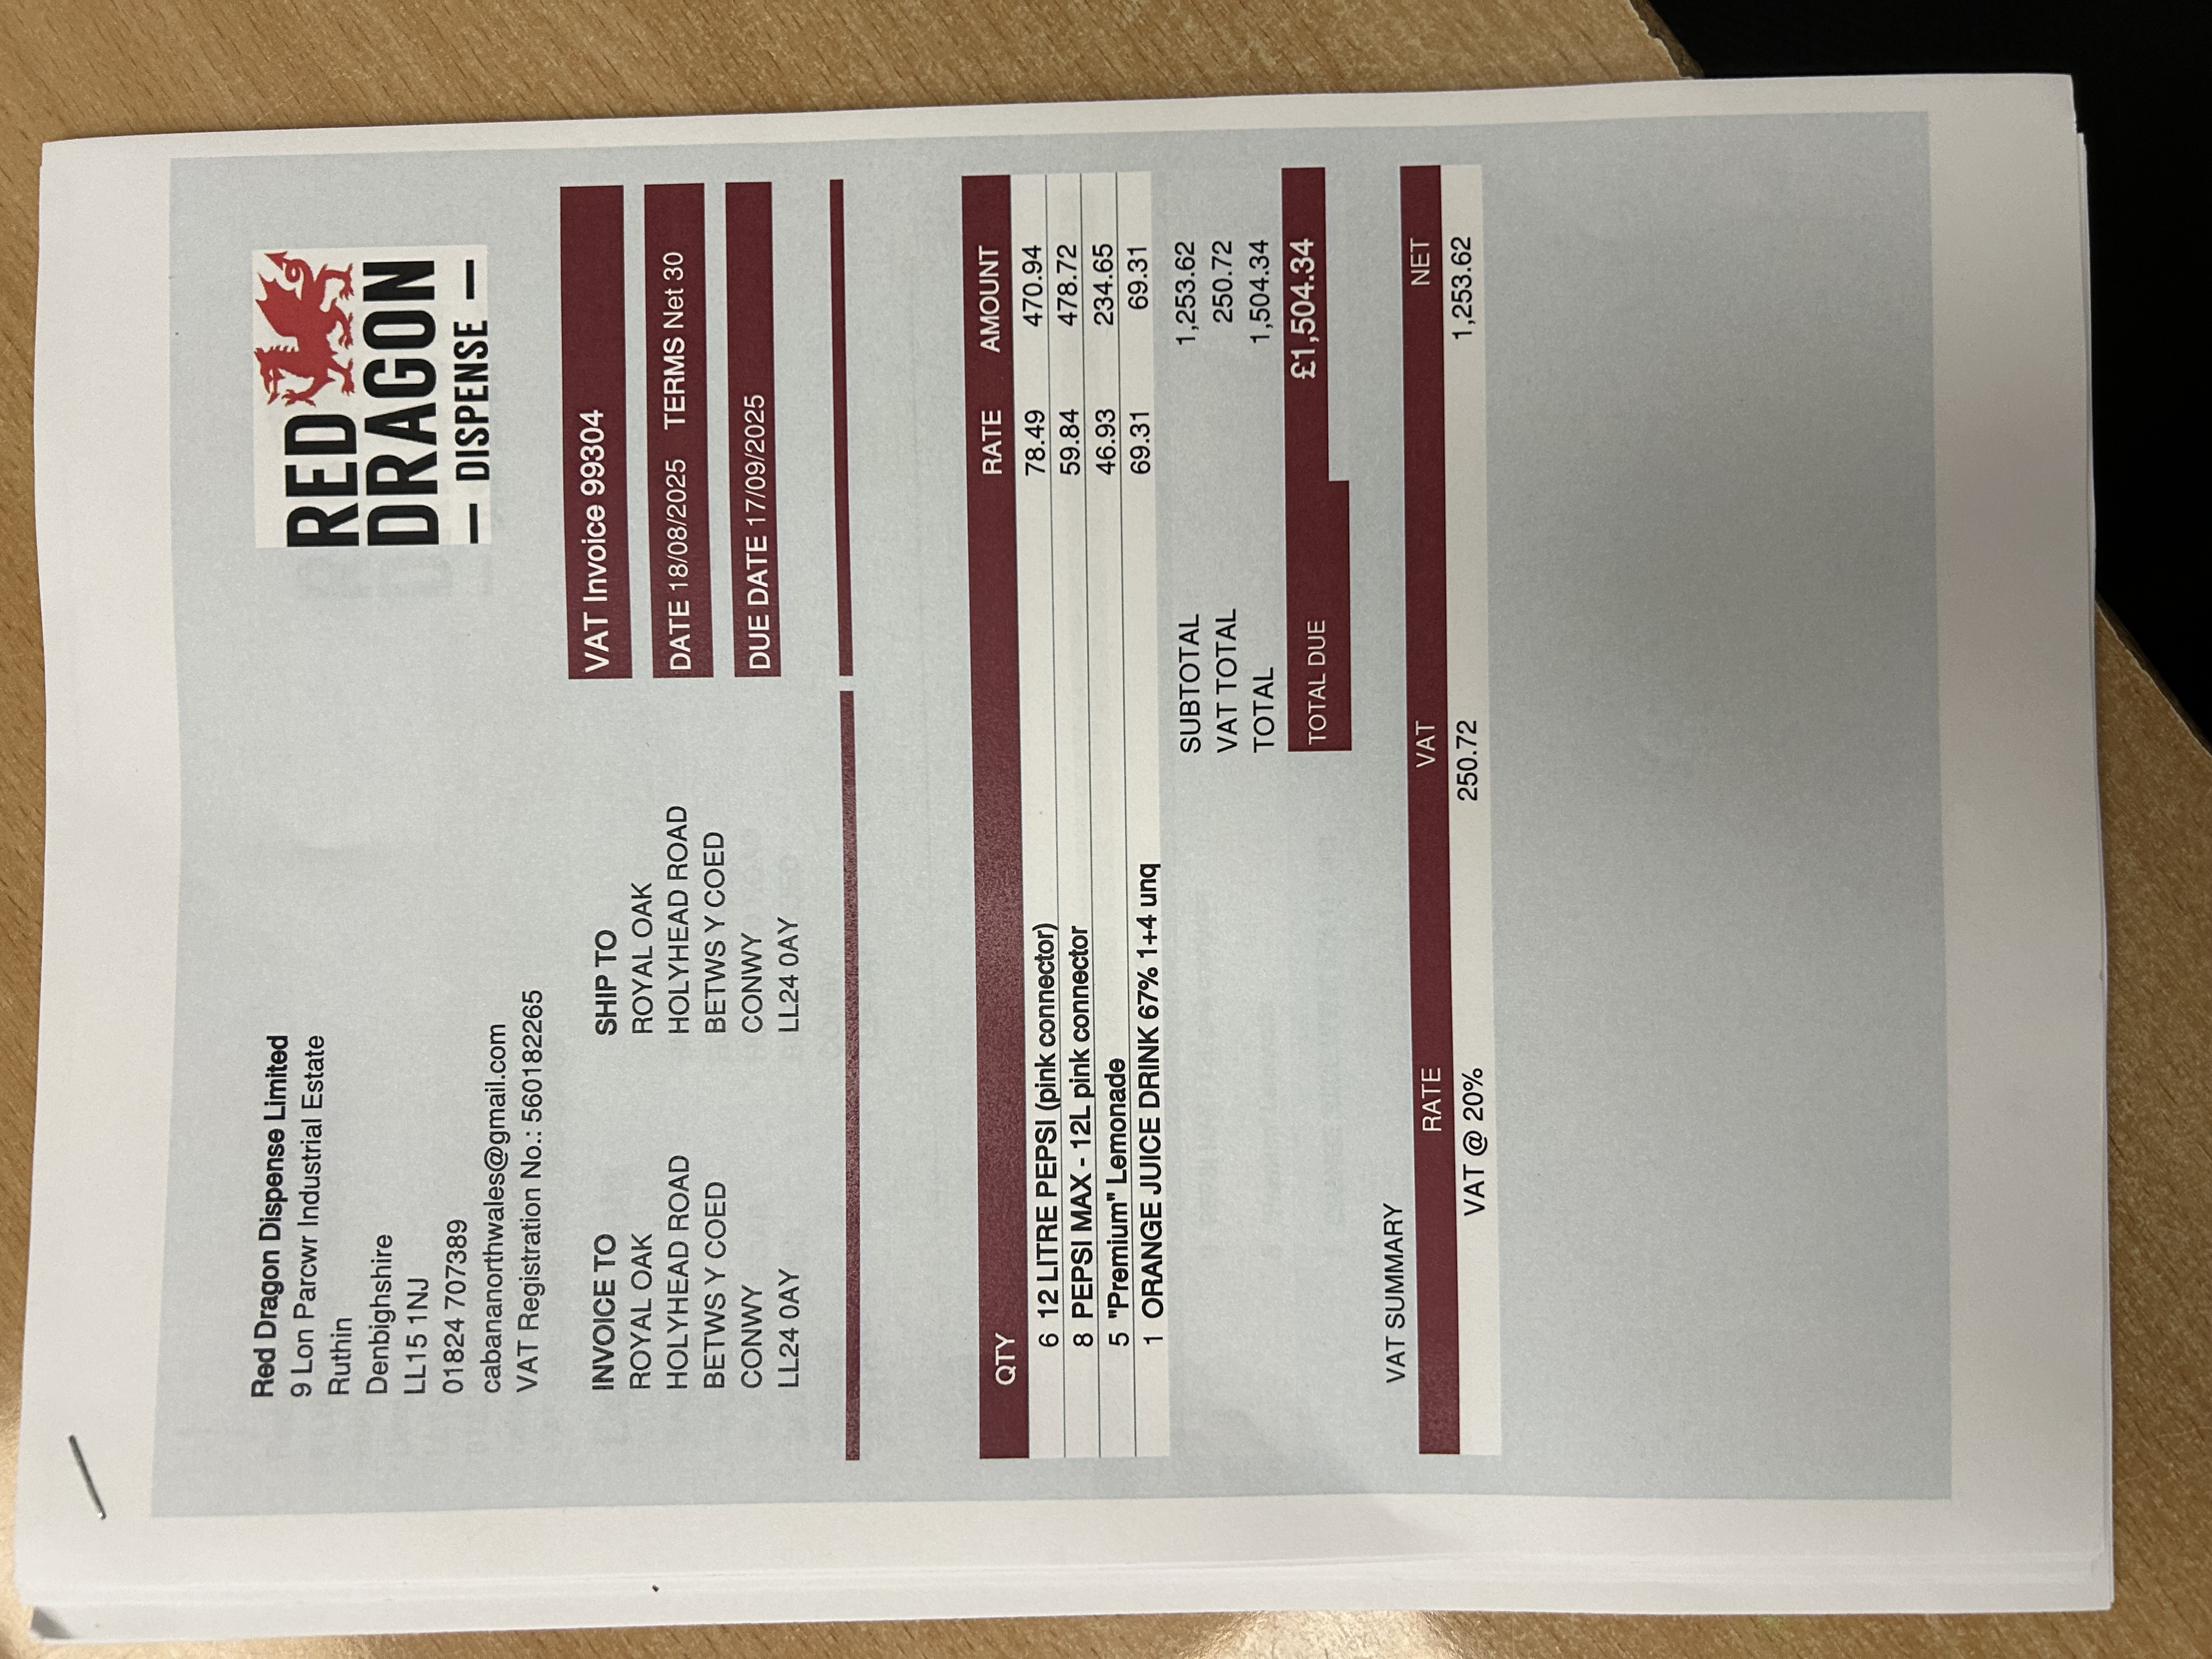 Red Dragon Dispense Limited
9 Lon Parcwr Industrial Estate
Ruthin
Denbighshire
LL15 1NJ
01824 707389
cabananorthwales@gmail.com
VAT Registration No.: 560182265
RED
DRAGON
DISPENSE
INVOICE TO
ROYAL OAK
HOLYHEAD ROAD
BETWS Y COED
CONWY
LL24 0AY
SHIP TO
ROYAL OAK
HOLYHEAD ROAD
BETWS Y COED
CONWY
LL24 0AY
VAT Invoice 99304
DATE 18/08/2025 TERMS Net 30
DUE DATE 17/09/2025
QTY RATE AMOUNT
6 12 LITRE PEPSI (pink connector) 78.49 470.94
8 PEPSI MAX - 12L pink connector 59.84 478.72
5 "Premium" Lemonade 46.93 234.65
1 ORANGE JUICE DRINK 67% 1+4 unq 69.31 69.31
SUBTOTAL 1,253.62
VAT TOTAL 250.72
TOTAL 1,504.34
TOTAL DUE £1,504.34
VAT SUMMARY
RATE VAT NET
VAT @ 20% 250.72 1,253.62